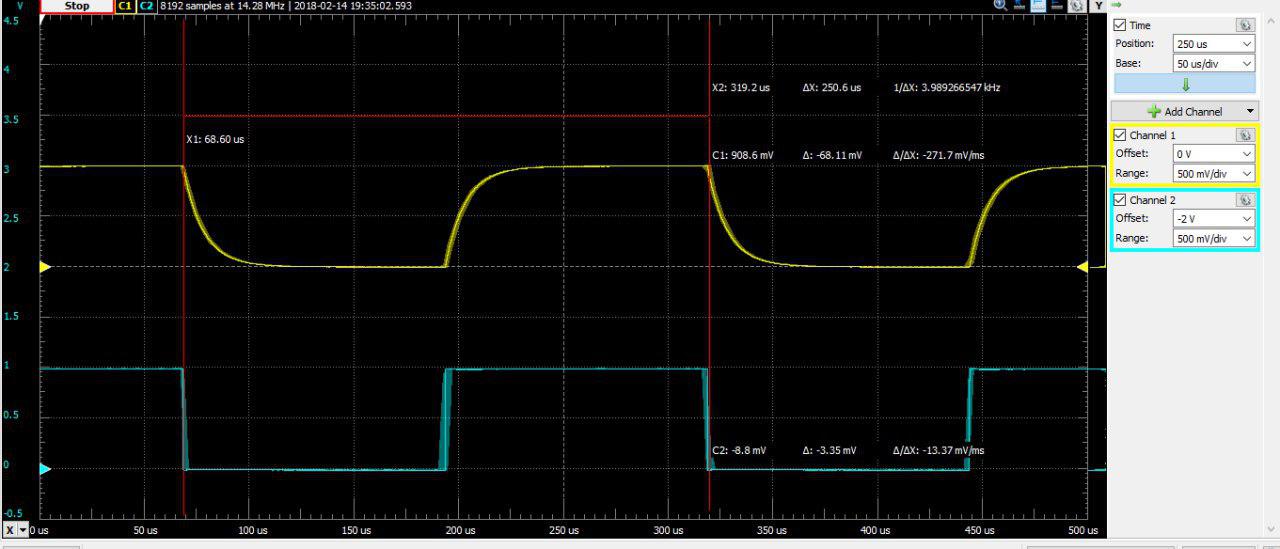 V Stop C1 C2 8192 samples at 14.28 MHz | 2018-02-14 19:35:02.593 Y
4.5
4
3.5
3
2.5
2
1.5
1
0.5
0
-0.5
X1: 68.60 us
X2: 319.2 us ΔX: 250.6 us 1/ΔX: 3.989266547 kHz
C1: 908.6 mV Δ: -68.11 mV Δ/ΔX: -271.7 mV/ms
C2: -8.8 mV Δ: -3.35 mV Δ/ΔX: -13.37 mV/ms
X 0 us 50 us 100 us 150 us 200 us 250 us 300 us 350 us 400 us 450 us 500 us
Time
Position: 250 us
Base: 50 us/div
Add Channel
Channel 1
Offset: 0 V
Range: 500 mV/div
Channel 2
Offset: -2 V
Range: 500 mV/div